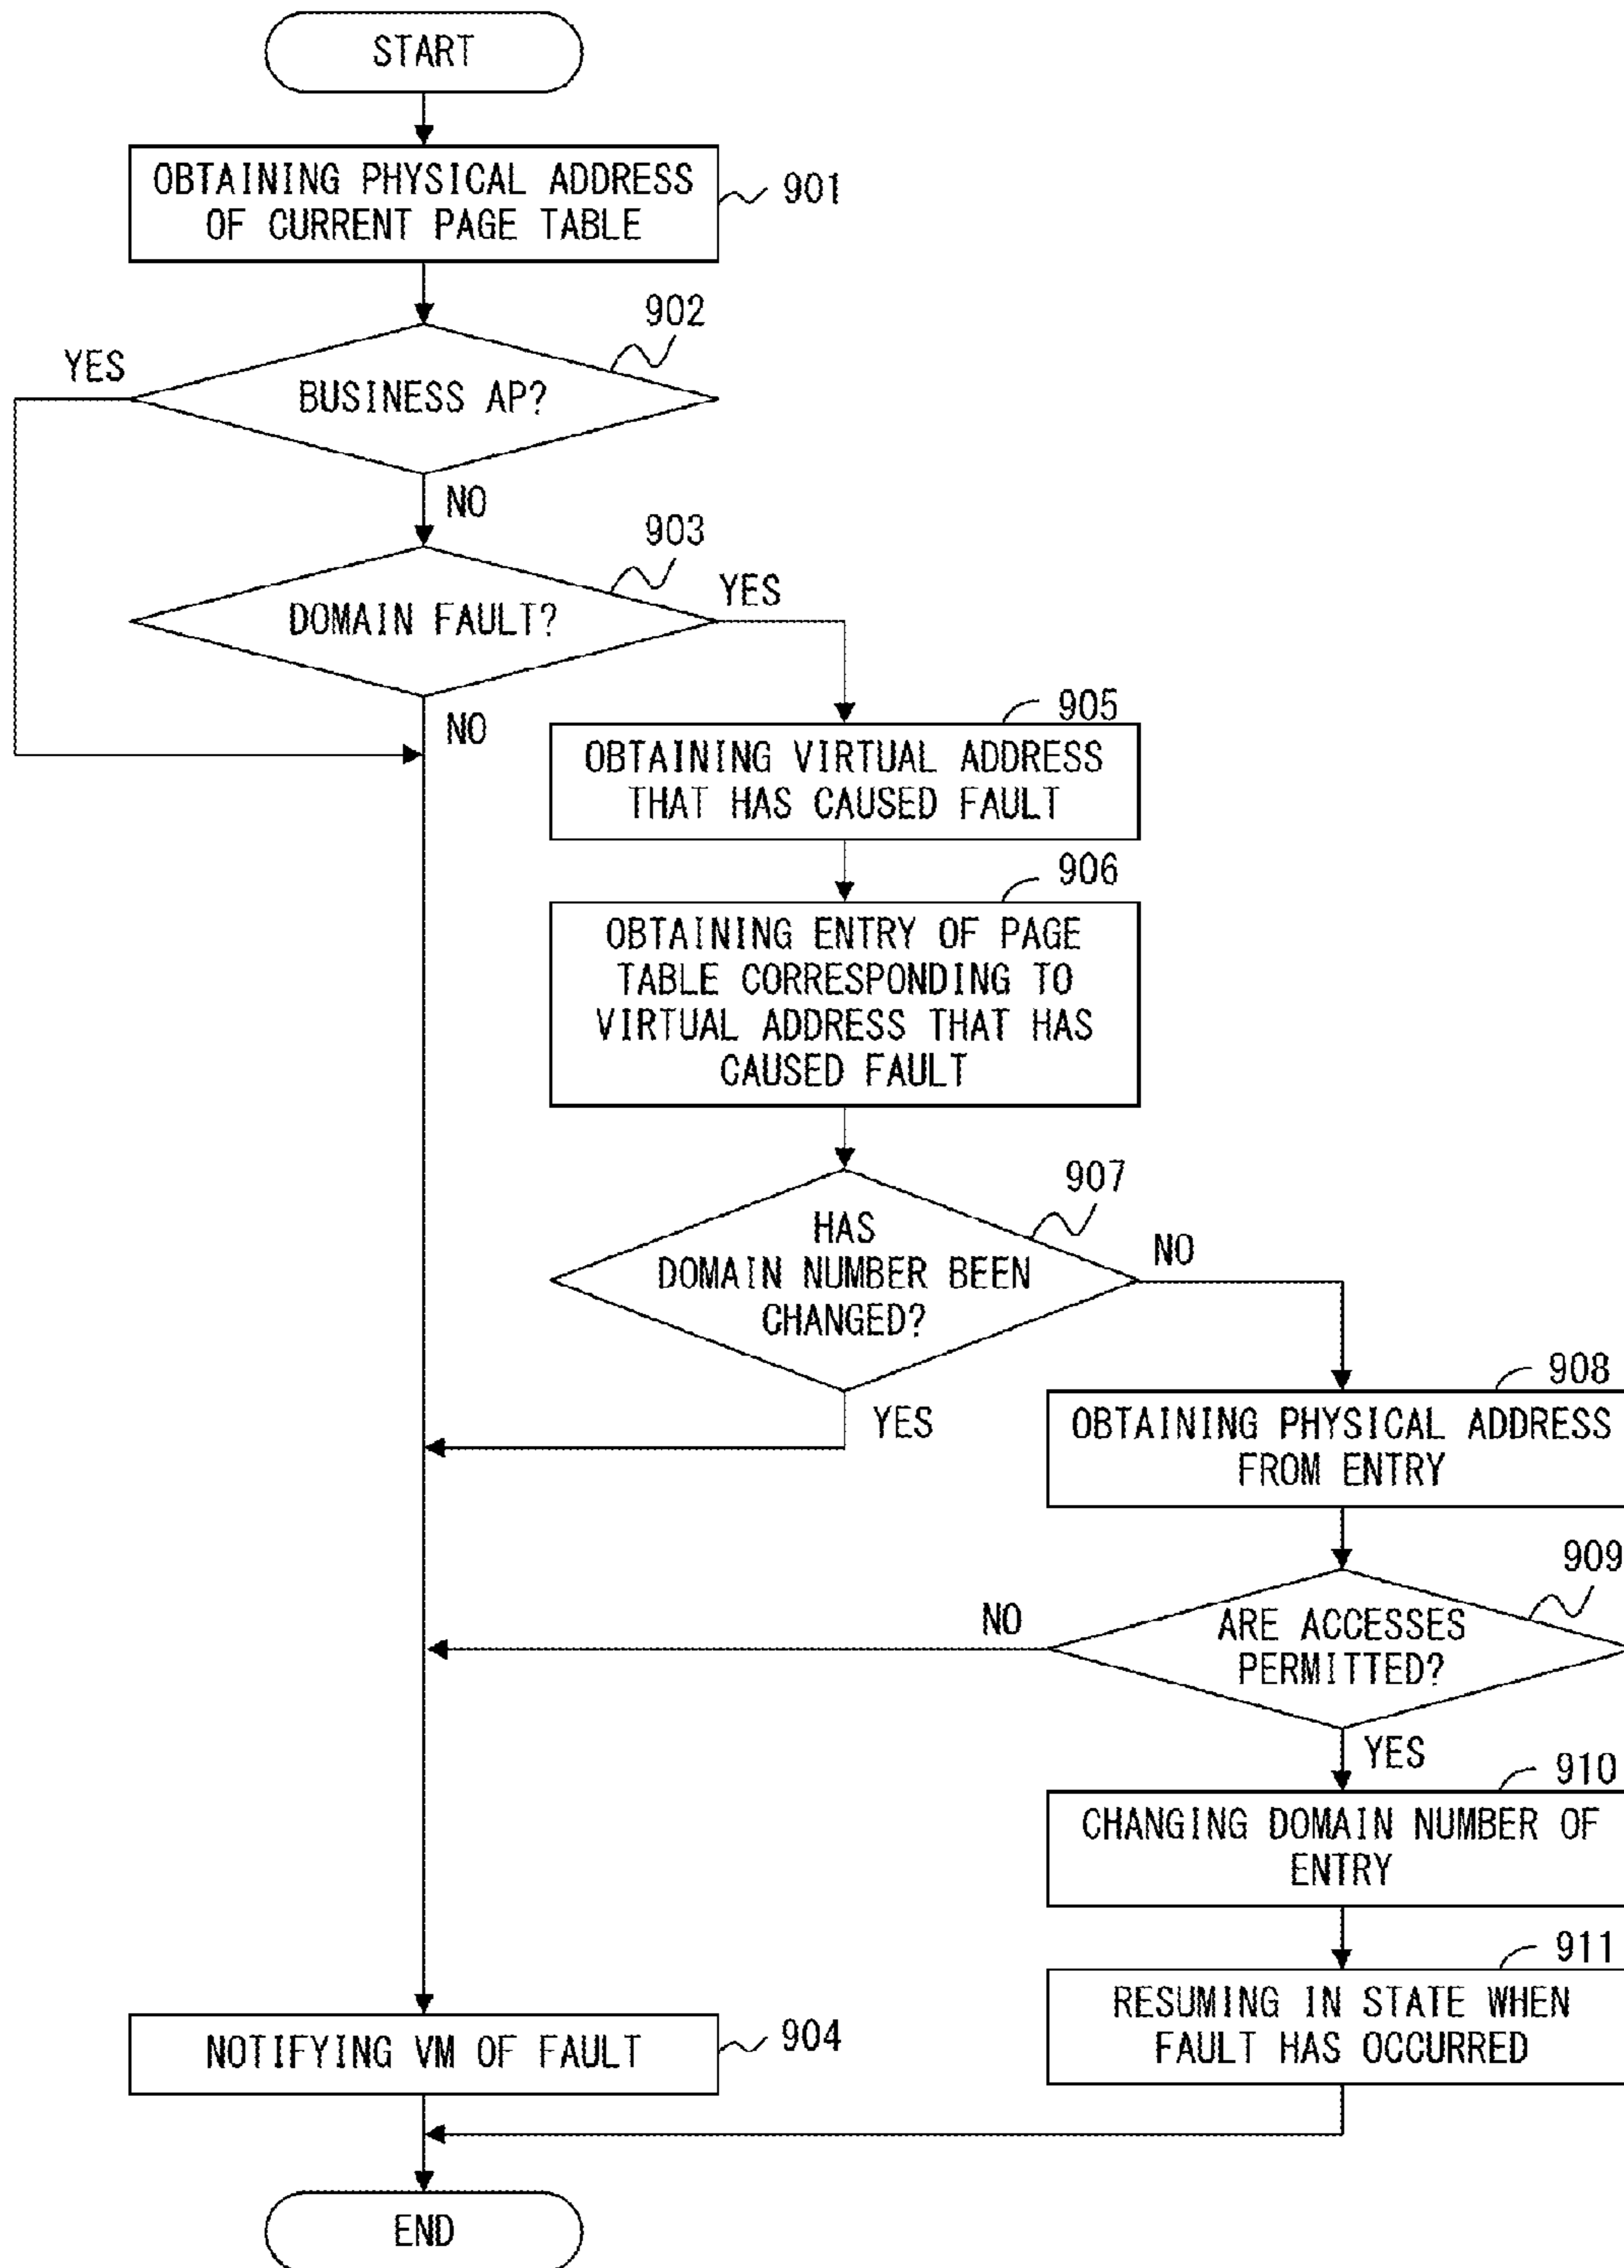 START
OBTAINING PHYSICAL ADDRESS
OF CURRENT PAGE TABLE
901
902
YES
BUSINESS AP?
NO
903
YES
DOMAIN FAULT?
NO
905
OBTAINING VIRTUAL ADDRESS
THAT HAS CAUSED FAULT
906
OBTAINING ENTRY OF PAGE
TABLE CORRESPONDING TO
VIRTUAL ADDRESS THAT HAS
CAUSED FAULT
907
HAS
DOMAIN NUMBER BEEN
CHANGED?
NO
YES
908
OBTAINING PHYSICAL ADDRESS
FROM ENTRY
909
NO
ARE ACCESSES
PERMITTED?
YES
910
CHANGING DOMAIN NUMBER OF
ENTRY
911
RESUMING IN STATE WHEN
FAULT HAS OCCURRED
NOTIFYING VM OF FAULT
904
END